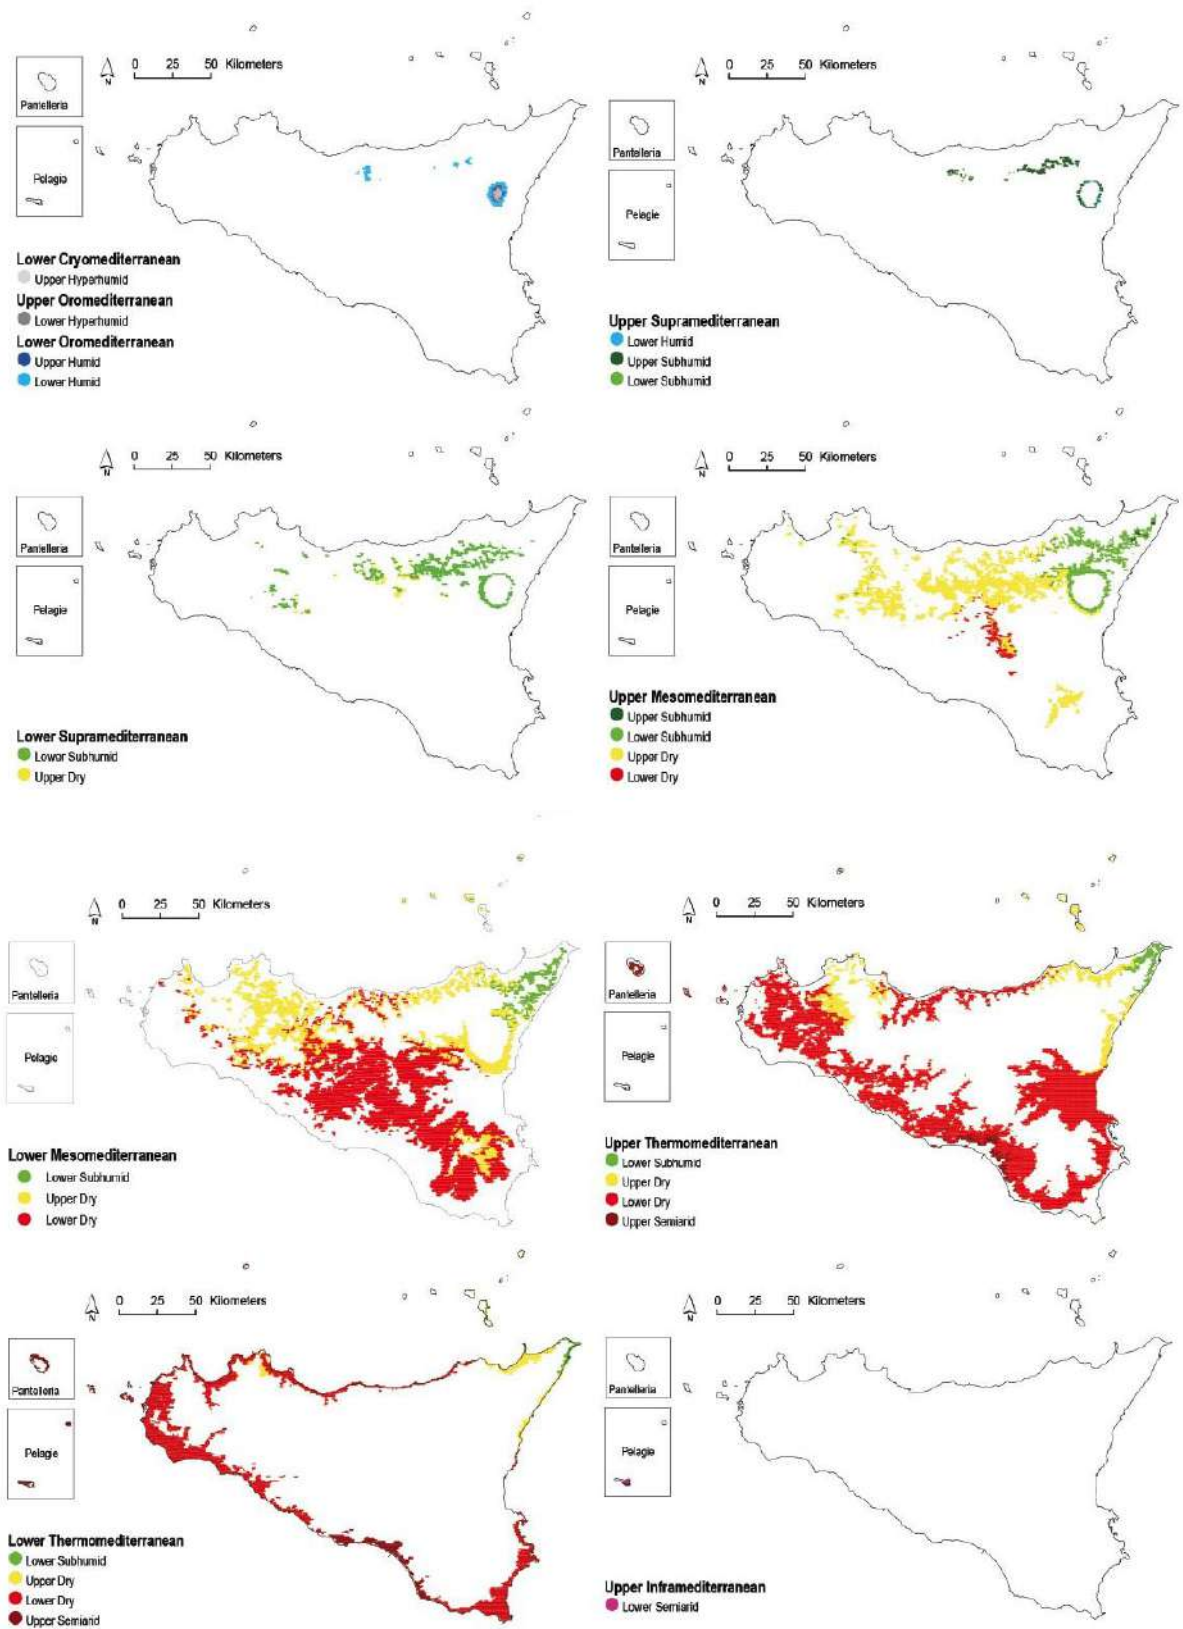 0 25 50 Kilometers
N
Pantelleria
Pelagie
Lower Cryomediterranean
Upper Hyperhumid
Upper Oromediterranean
Lower Hyperhumid
Lower Oromediterranean
Upper Humid
Lower Humid
0 25 50 Kilometers
N
Pantelleria
Pelagie
Upper Supramediterranean
Lower Humid
Upper Subhumid
Lower Subhumid
0 25 50 Kilometers
N
Pantelleria
Pelagie
Lower Supramediterranean
Lower Subhumid
Upper Dry
0 25 50 Kilometers
N
Pantelleria
Pelagie
Upper Mesomediterranean
Upper Subhumid
Lower Subhumid
Upper Dry
Lower Dry
0 25 50 Kilometers
N
Pantelleria
Pelagie
Lower Mesomediterranean
Lower Subhumid
Upper Dry
Lower Dry
0 25 50 Kilometers
N
Pantelleria
Pelagie
Upper Thermomediterranean
Lower Subhumid
Upper Dry
Lower Dry
Upper Semiarid
0 25 50 Kilometers
N
Pantelleria
Pelagie
Lower Thermomediterranean
Lower Subhumid
Upper Dry
Lower Dry
Upper Semiarid
0 25 50 Kilometers
N
Pantelleria
Pelagie
Upper Inframediterranean
Lower Semiarid